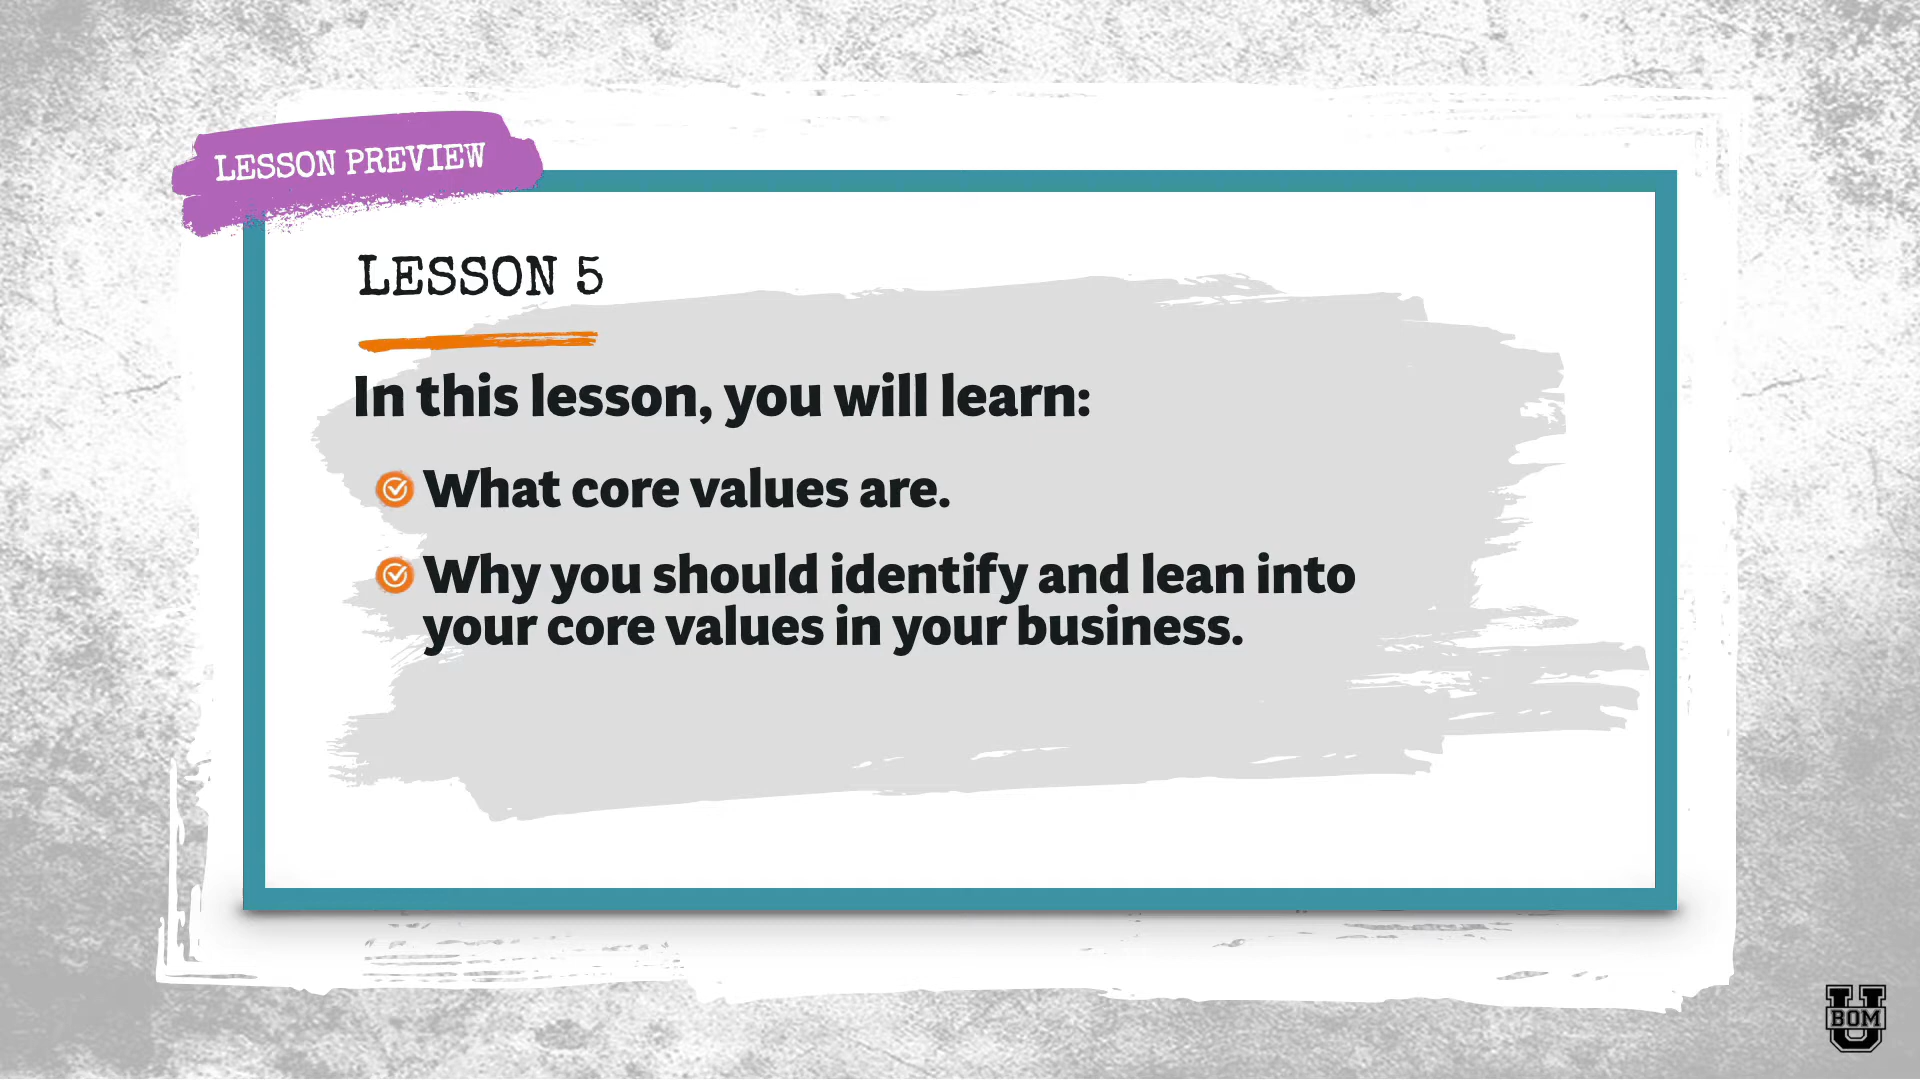 LESSON PREVIEW
LESSON 5
In this lesson, you will learn:
What core values are.
Why you should identify and lean into
your core values in your business.
U
BOM